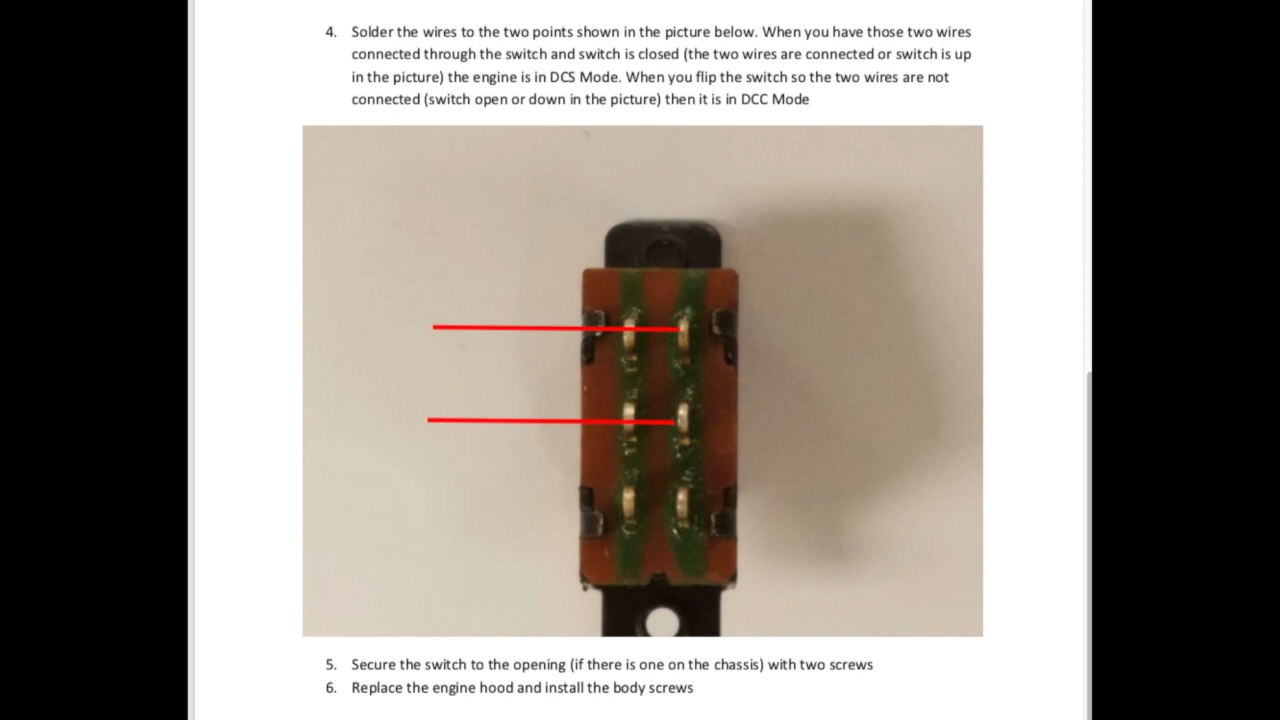 4. Solder the wires to the two points shown in the picture below. When you have those two wires
connected through the switch and switch is closed (the two wires are connected or switch is up
in the picture) the engine is in DCS Mode. When you flip the switch so the two wires are not
connected (switch open or down in the picture) then it is in DCC Mode
5. Secure the switch to the opening (if there is one on the chassis) with two screws
6. Replace the engine hood and install the body screws